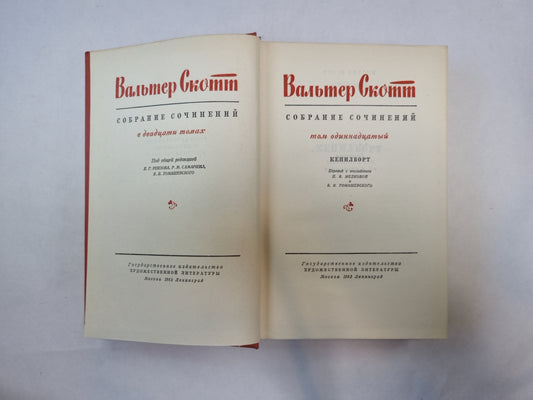 Вальтер Скотт
СОБРАНИЕ СОЧИНЕНИЙ
в двадцати томах
Под общей редакцией
Б. Г. РЕИЗОВА, Р. М. САМАРИНА,
Б. Б. ТОМАШЕВСКОГО
Государственное издательство
ХУДОЖЕСТВЕННОЙ ЛИТЕРАТУРЫ
Москва 1962 Ленинград
Вальтер Скотт
СОБРАНИЕ СОЧИНЕНИЙ
том одиннадцатый
КЕНИЛВОРТ
Перевод с английского
и
Б. Б. ТОМАШЕВСКОГО
Государственное издательство
ХУДОЖЕСТВЕННОЙ ЛИТЕРАТУРЫ
Москва 1962 Ленинград